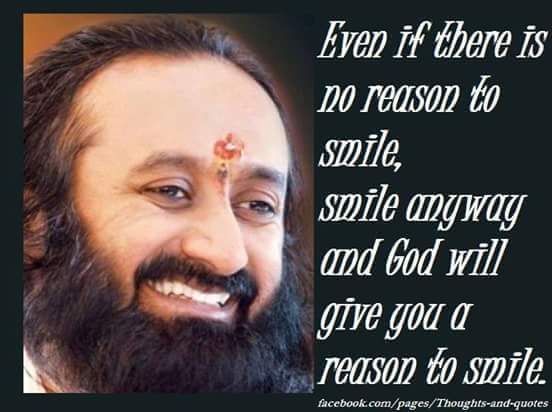 Even if there is
no reason to
smile,
smile anyway
and God will
give you a
reason to smile.
facebook.com/pages/Thoughts-and-quotes